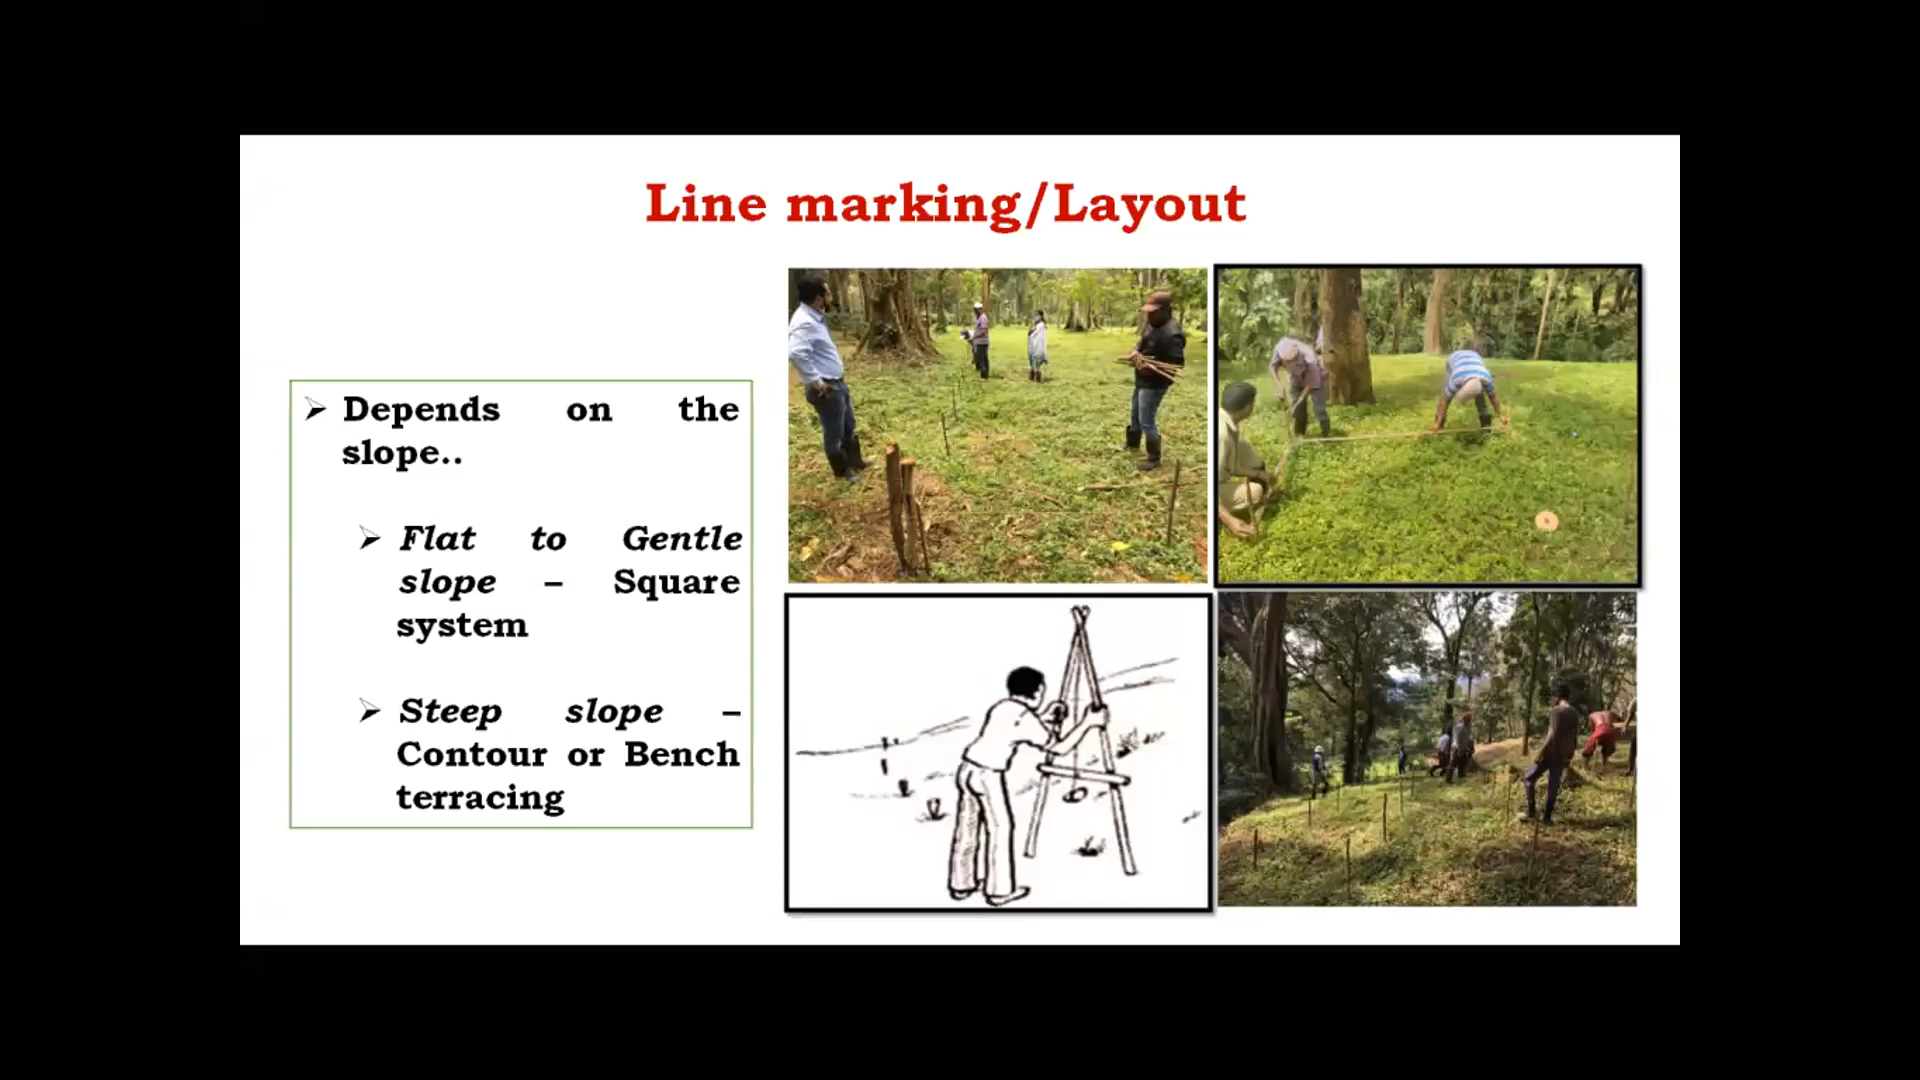 Line marking/Layout
➢ Depends on the
slope..
➢ Flat to Gentle
slope – Square
system
➢ Steep slope –
Contour or Bench
terracing